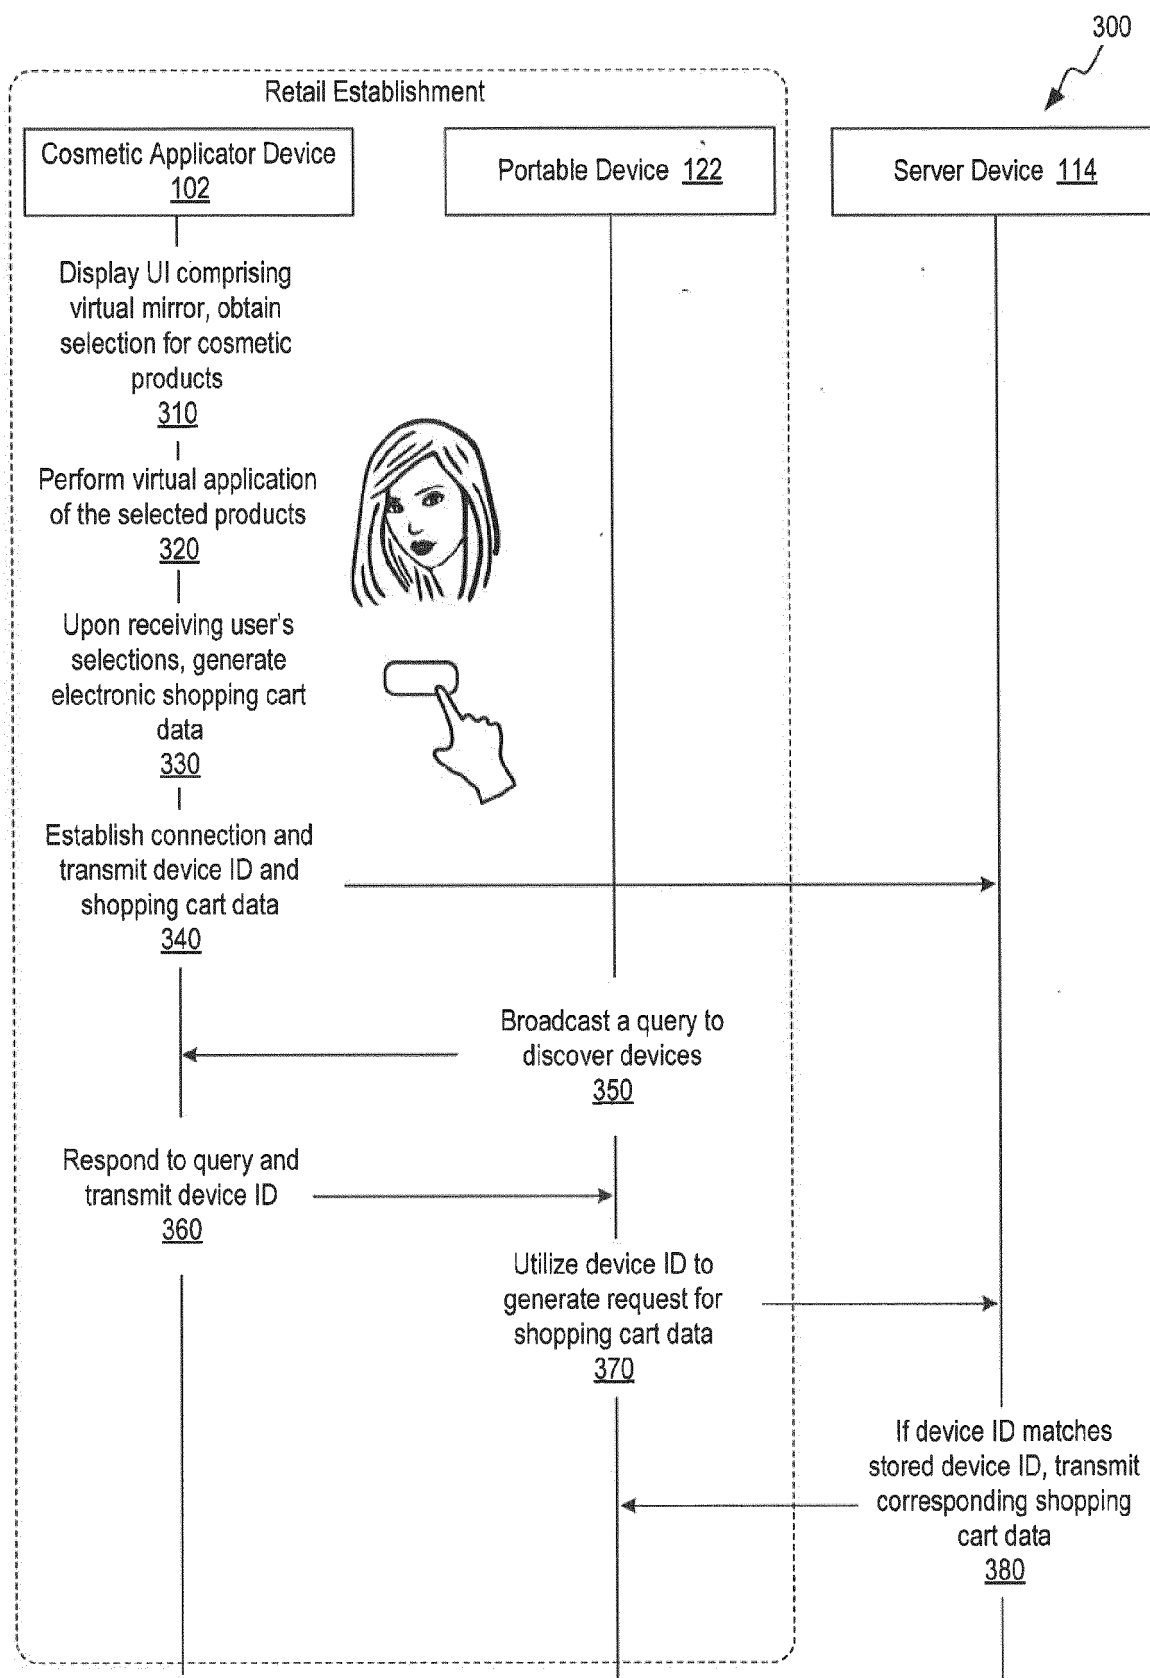 300
Retail Establishment
Cosmetic Applicator Device
102
Portable Device 122
Server Device 114
Display UI comprising
virtual mirror, obtain
selection for cosmetic
products
310
Perform virtual application
of the selected products
320
Upon receiving user's
selections, generate
electronic shopping cart
data
330
Establish connection and
transmit device ID and
shopping cart data
340
Broadcast a query to
discover devices
350
Respond to query and
transmit device ID
360
Utilize device ID to
generate request for
shopping cart data
370
If device ID matches
stored device ID, transmit
corresponding shopping
cart data
380